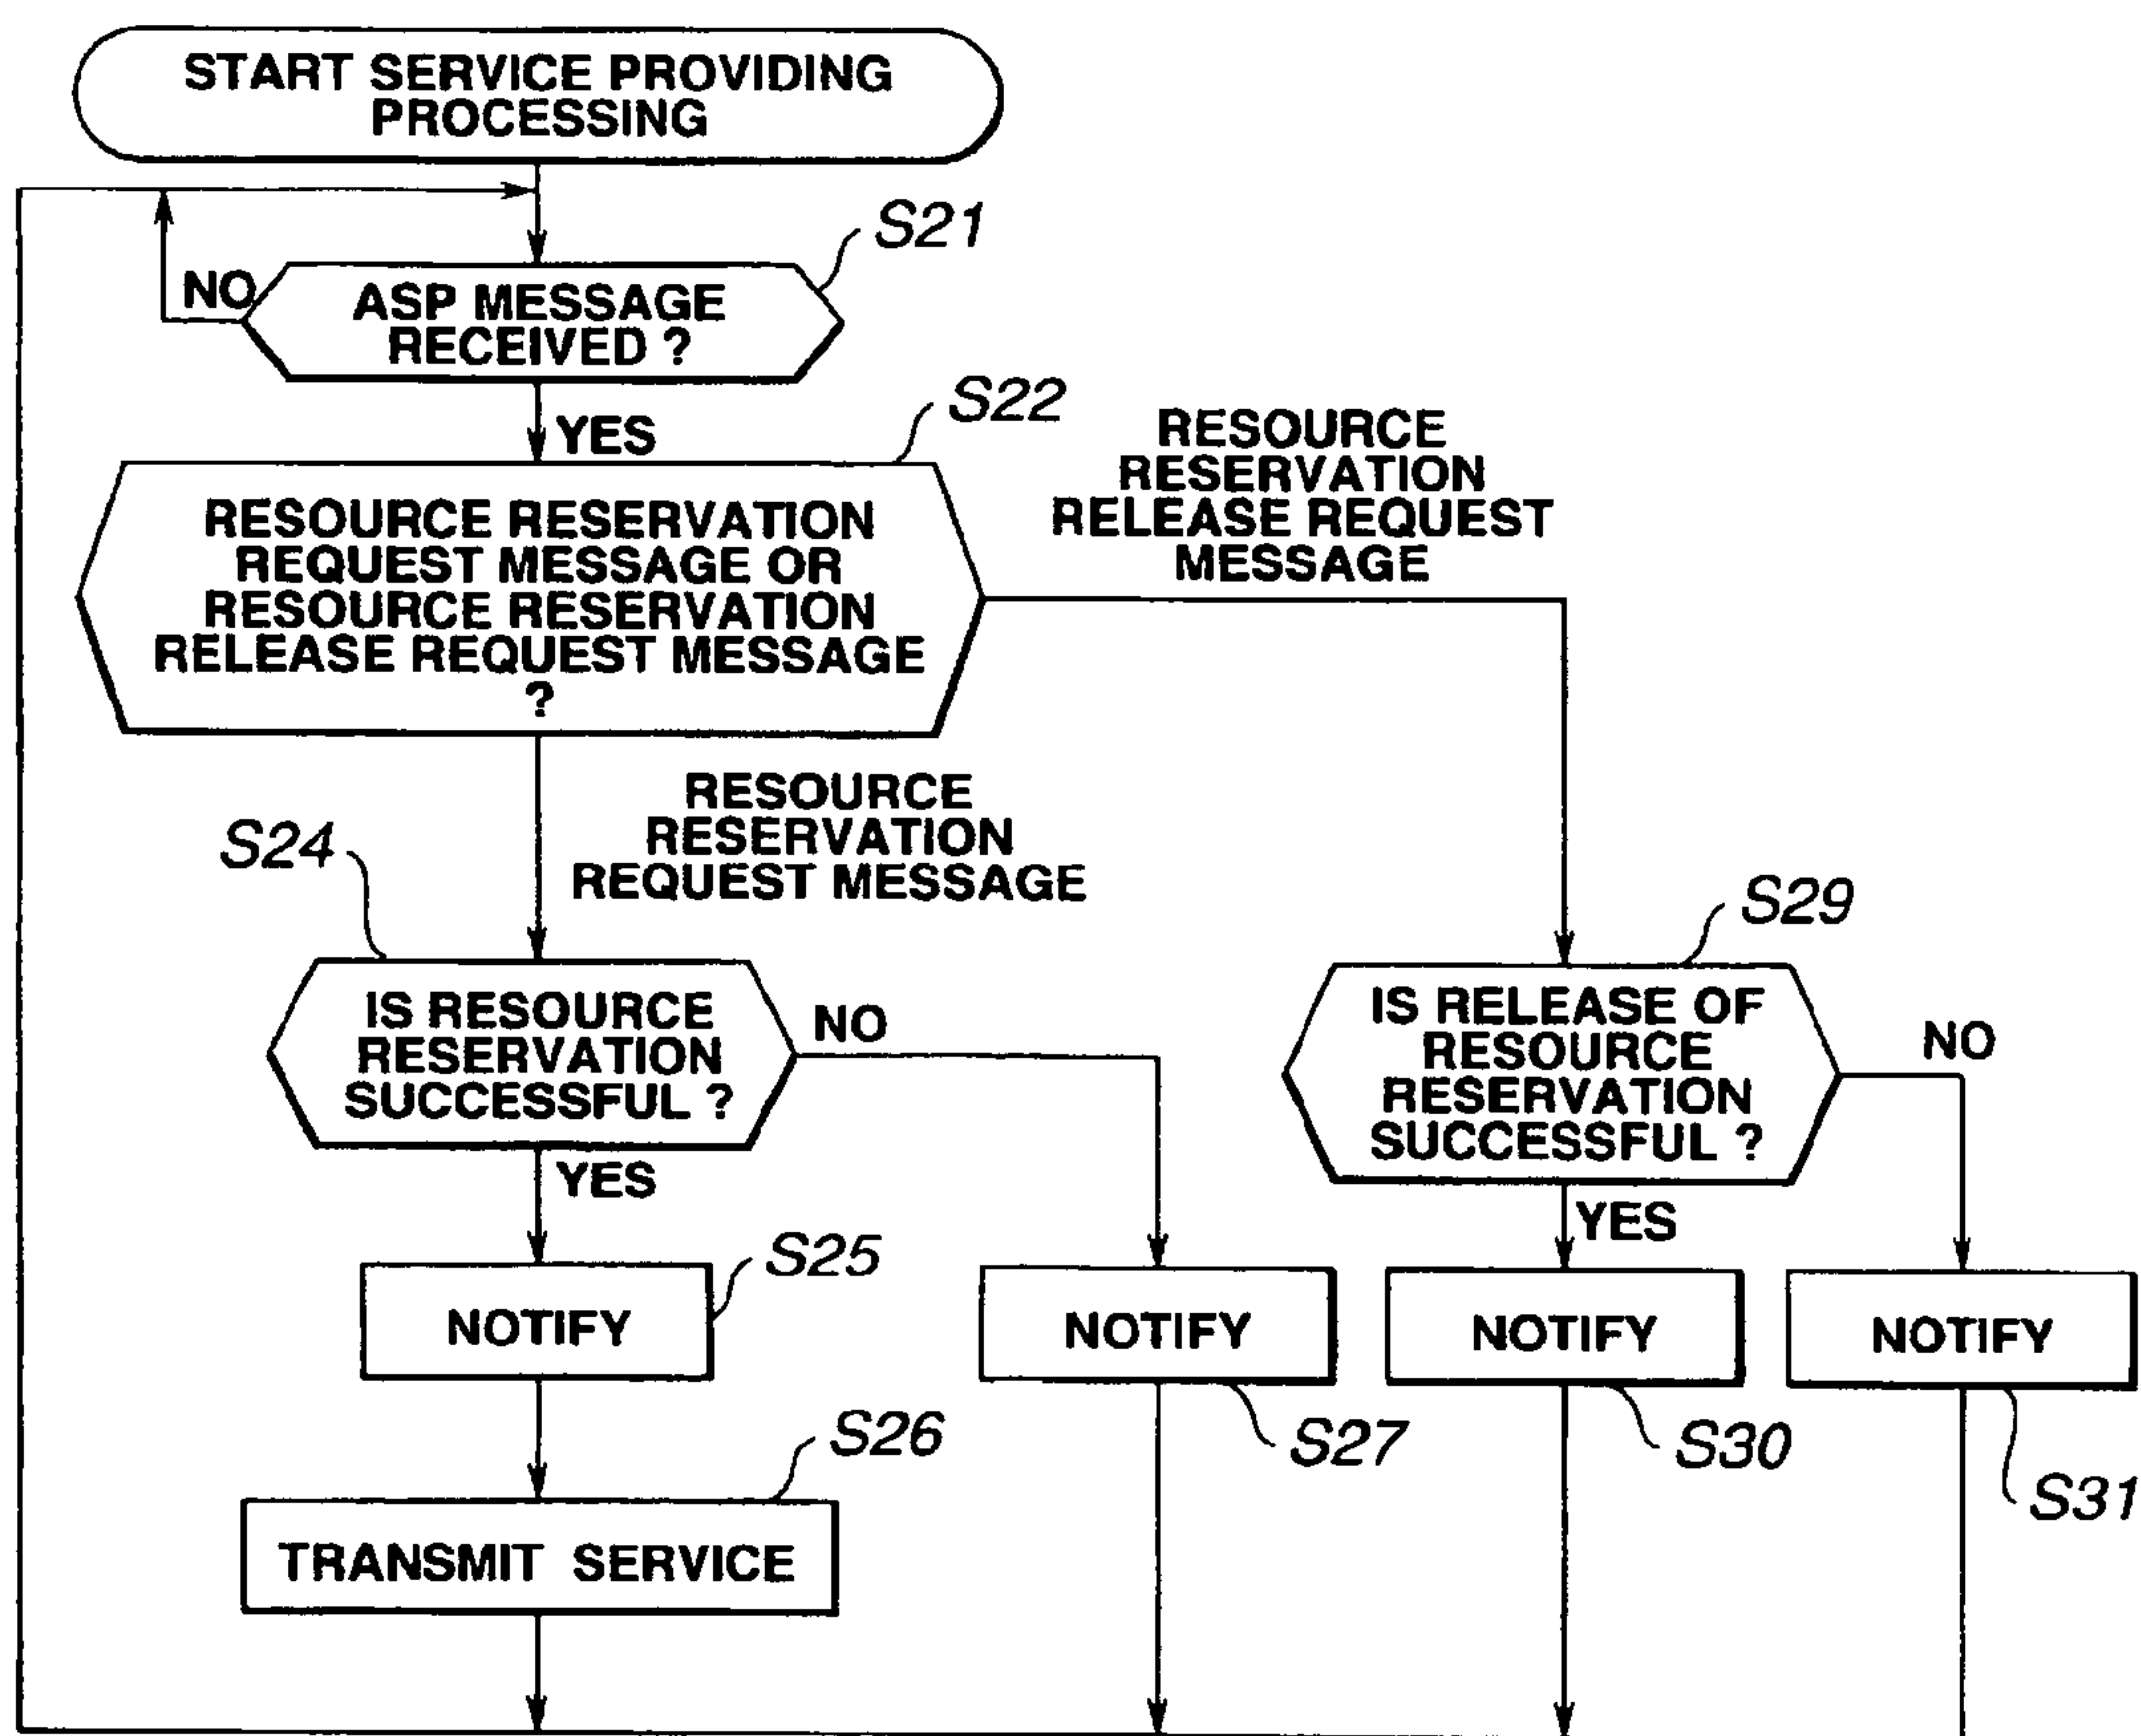 START SERVICE PROVIDING
PROCESSING
S21
NO
ASP MESSAGE
RECEIVED ?
YES
S22
RESOURCE RESERVATION
REQUEST MESSAGE OR
RESOURCE RESERVATION
RELEASE REQUEST MESSAGE
?
RESOURCE
RESERVATION
RELEASE REQUEST
MESSAGE
RESOURCE
RESERVATION
REQUEST MESSAGE
S24
IS RESOURCE
RESERVATION
SUCCESSFUL ?
NO
YES
S29
IS RELEASE OF
RESOURCE
RESERVATION
SUCCESSFUL ?
NO
YES
S25
NOTIFY
NOTIFY
NOTIFY
NOTIFY
S27
S30
S31
S26
TRANSMIT SERVICE